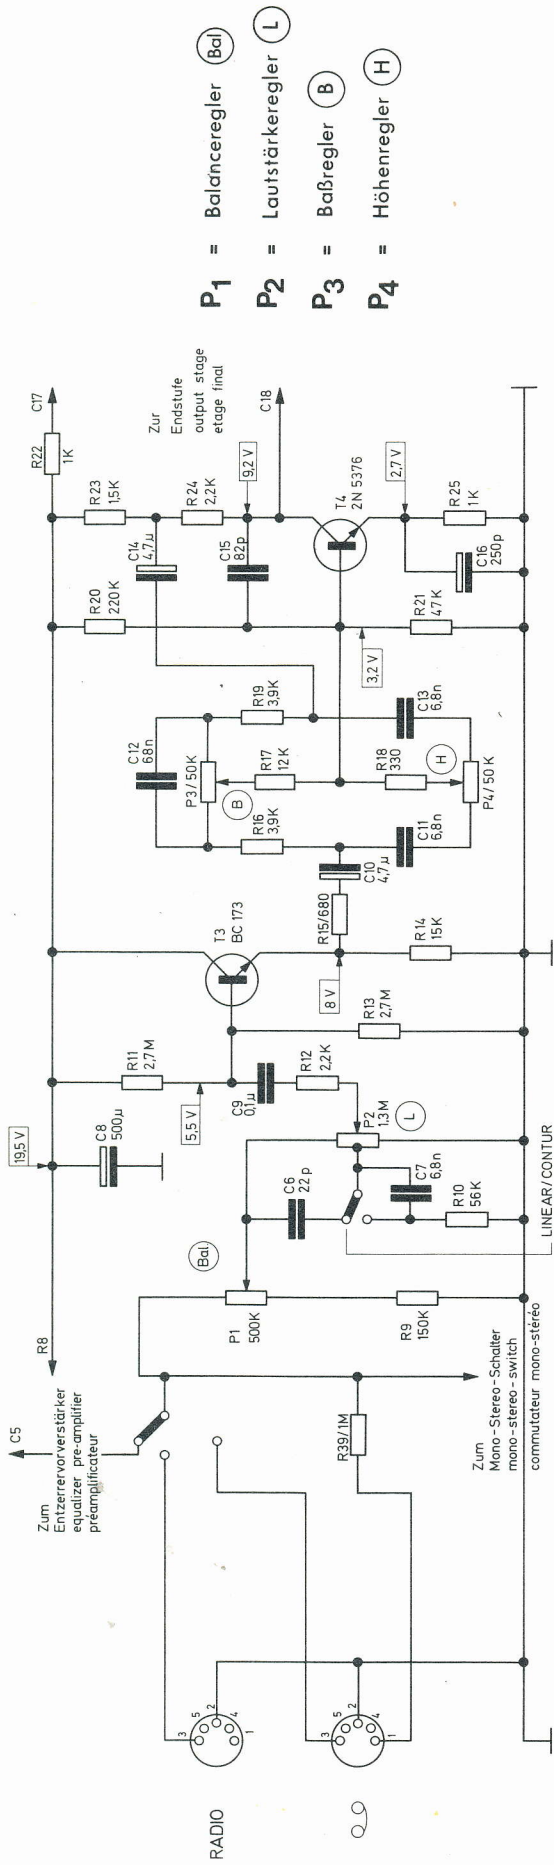 RADIO
3
5
2
4
1
3
5
2
4
1
C5
Zum
Entzerrervorverstärker
equalizer pre-amplifier
préamplificateur
R8
R39/1M
Zum
Mono-Stereo-Schalter
mono-stereo-switch
commutateur mono-stéreo
Bal
P1
500K
R9
150K
19,5 V
C8
500µ
C6
22 p
C7
6,8n
R10
56K
LINEAR/CONTUR
R11
2,7M
5,5 V
C9
0,1µ
R12
2,2K
P2
1,3M
L
R13
2,7M
T3
BC 173
8 V
R14
15K
R15/680
C10
4,7µ
C12
68n
P3/50K
B
R16
3,9K
R17
12K
R19
3,9K
R18
330
H
C11
6,8n
C13
6,8n
P4/50K
R20
220K
C14
4,7µ
R23
1,5K
R24
2,2K
C15
82p
9,2 V
R22
1K
C17
Zur
Endstufe
output stage
etage final
C18
T4
2N 5376
3,2 V
R21
47K
2,7 V
C16
250p
R25
1K
P1 = Balanceregler Bal
P2 = Lautstärkeregler L
P3 = Baßregler B
P4 = Höhenregler H